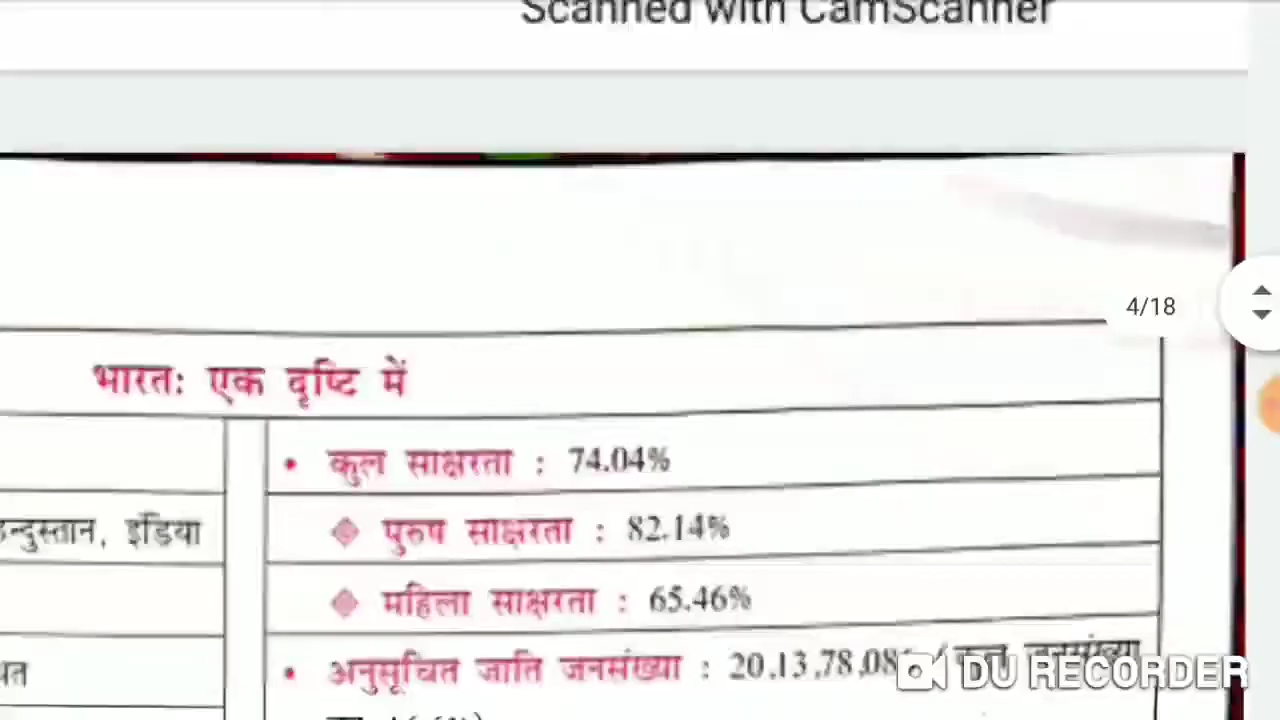 Scanned with CamScanner
4/18
भारत: एक दृष्टि में
• कुल साक्षरता : 74.04%
हिन्दुस्तान, इंडिया
◆ पुरुष साक्षरता : 82.14%
◆ महिला साक्षरता : 65.46%
• अनुसूचित जाति जनसंख्या : 20,13,78,08
DU RECORDER